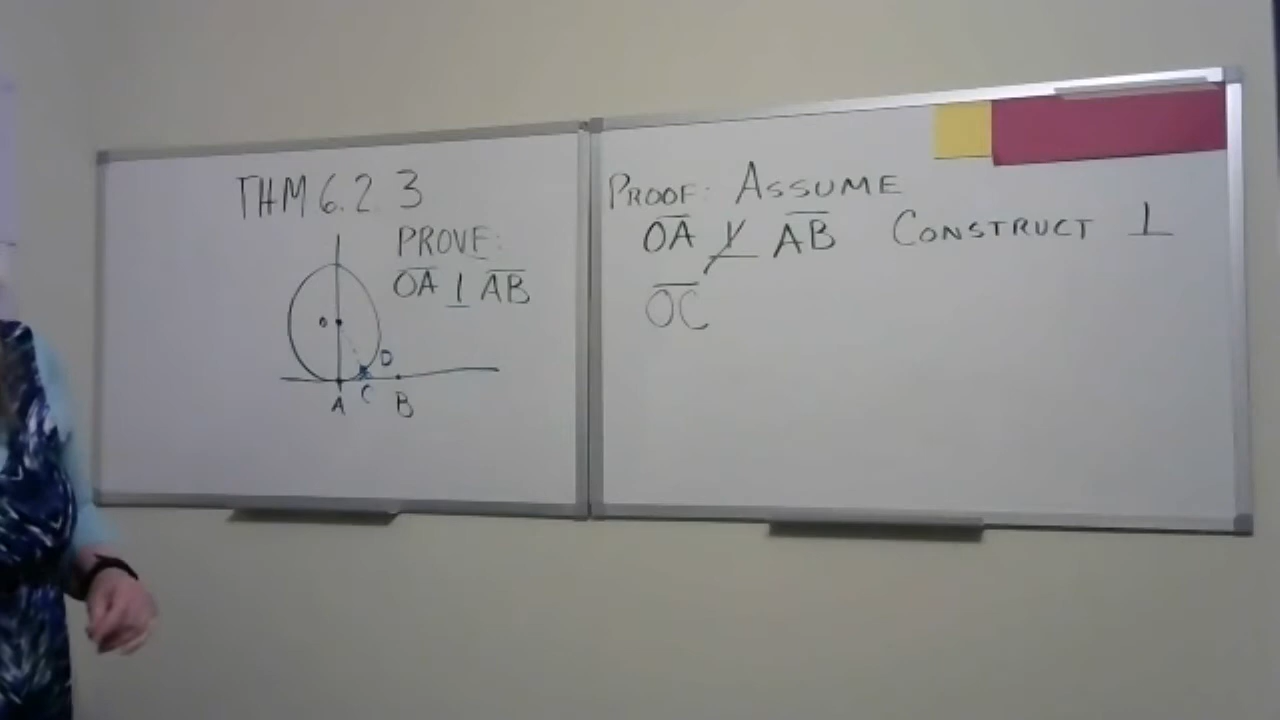 THM 6.2 3
PROVE:
OA ⊥ AB
O
D
A C B
PROOF: ASSUME
OA ⊥̸ AB CONSTRUCT ⊥
OC